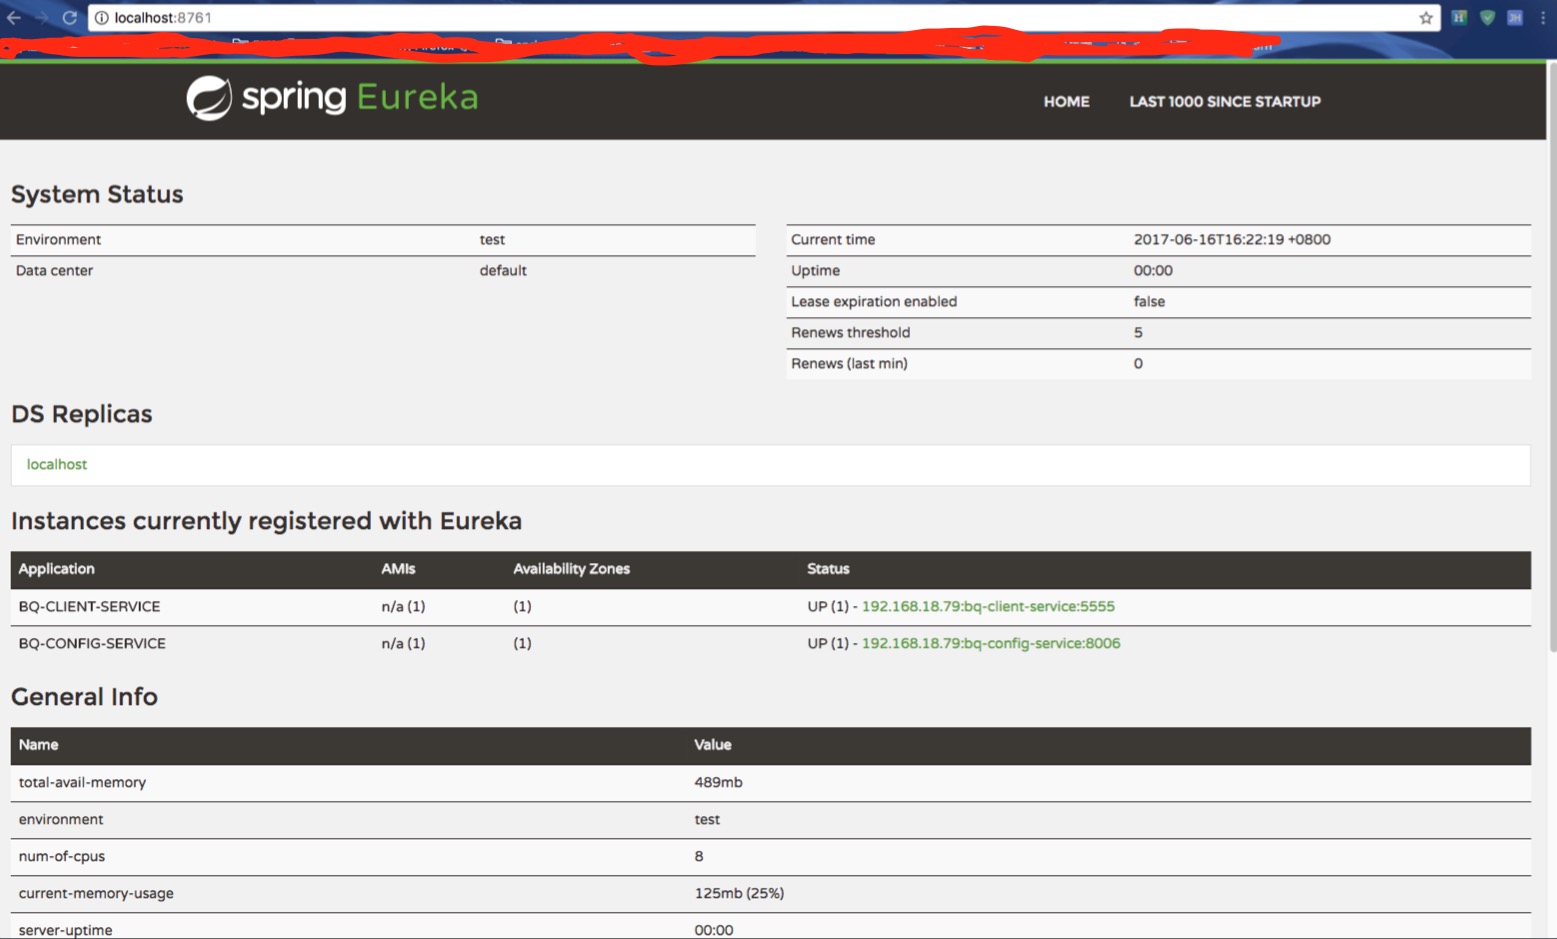 localhost:8761
spring Eureka
HOME LAST 1000 SINCE STARTUP
System Status
Environment test
Data center default
Current time 2017-06-16T16:22:19 +0800
Uptime 00:00
Lease expiration enabled false
Renews threshold 5
Renews (last min) 0
DS Replicas
localhost
Instances currently registered with Eureka
Application AMIs Availability Zones Status
BQ-CLIENT-SERVICE n/a (1) (1) UP (1) - 192.168.18.79:bq-client-service:5555
BQ-CONFIG-SERVICE n/a (1) (1) UP (1) - 192.168.18.79:bq-config-service:8006
General Info
Name Value
total-avail-memory 489mb
environment test
num-of-cpus 8
current-memory-usage 125mb (25%)
server-uptime 00:00